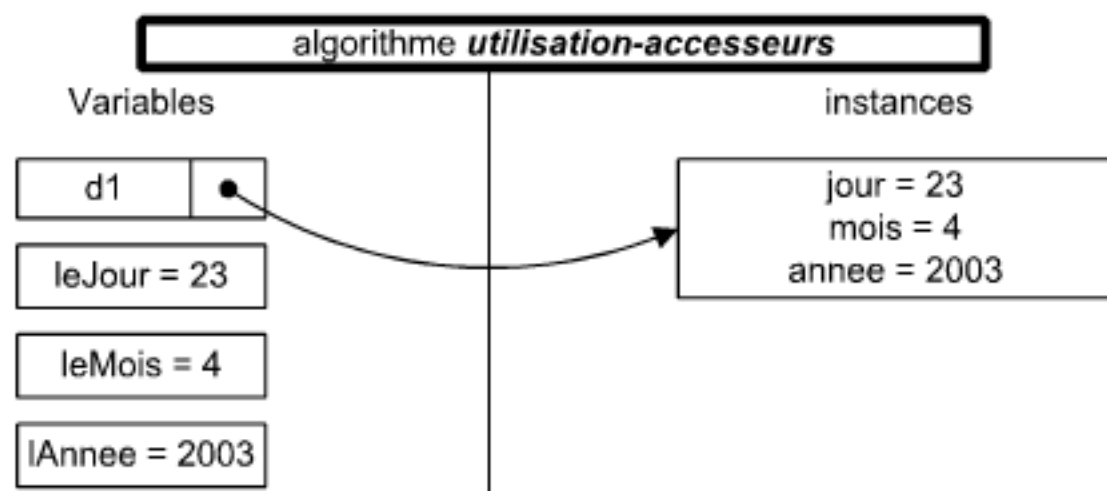 algorithme utilisation-accesseurs
Variables
instances
d1
leJour = 23
leMois = 4
lAnnee = 2003
jour = 23
mois = 4
annee = 2003